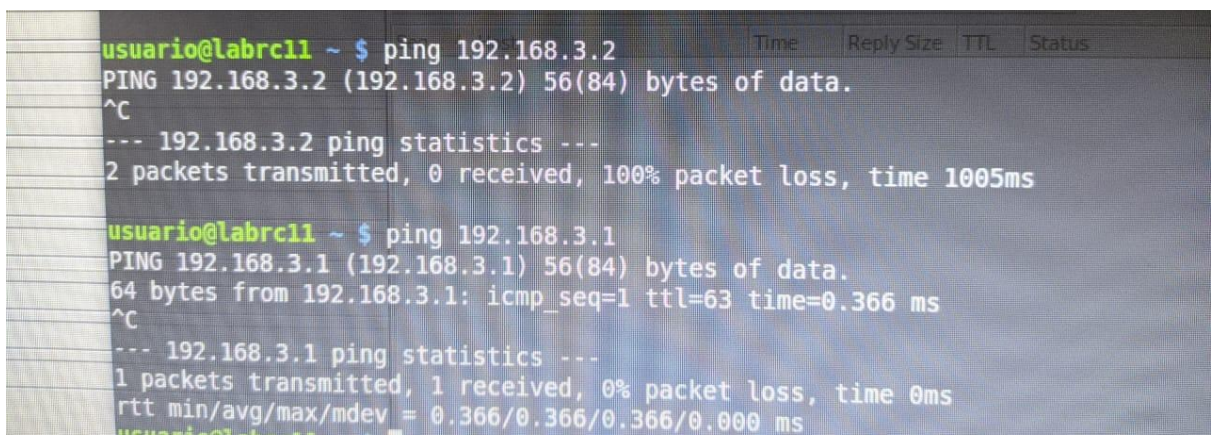 Time Reply Size TTL Status
usuario@labrc11 ~ $ ping 192.168.3.2
PING 192.168.3.2 (192.168.3.2) 56(84) bytes of data.
^C
--- 192.168.3.2 ping statistics ---
2 packets transmitted, 0 received, 100% packet loss, time 1005ms
usuario@labrc11 ~ $ ping 192.168.3.1
PING 192.168.3.1 (192.168.3.1) 56(84) bytes of data.
64 bytes from 192.168.3.1: icmp_seq=1 ttl=63 time=0.366 ms
^C
--- 192.168.3.1 ping statistics ---
1 packets transmitted, 1 received, 0% packet loss, time 0ms
rtt min/avg/max/mdev = 0.366/0.366/0.366/0.000 ms